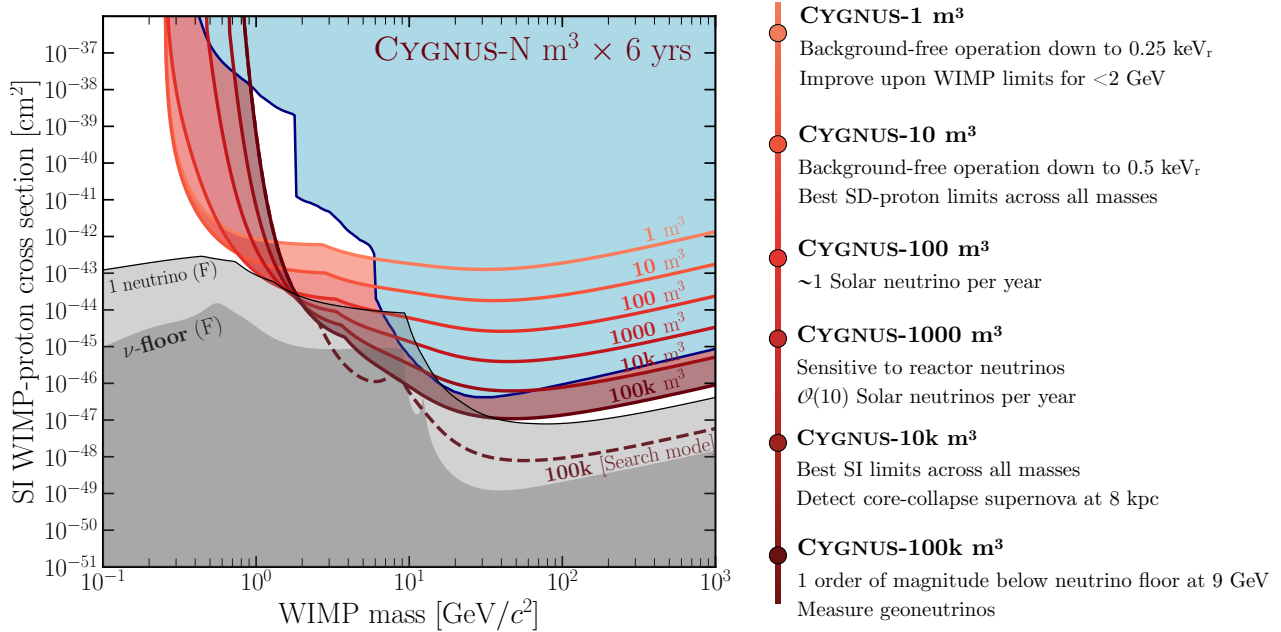 CYGNUS-N m³ × 6 yrs
SI WIMP-proton cross section [cm²]
10⁻³⁷
10⁻³⁸
10⁻³⁹
10⁻⁴⁰
10⁻⁴¹
10⁻⁴²
10⁻⁴³
10⁻⁴⁴
10⁻⁴⁵
10⁻⁴⁶
10⁻⁴⁷
10⁻⁴⁸
10⁻⁴⁹
10⁻⁵⁰
10⁻⁵¹
1 m³
10 m³
100 m³
1000 m³
10k m³
100k m³
100k [Search mode]
1 neutrino (F)
ν-floor (F)
10⁻¹
10⁰
10¹
10²
10³
WIMP mass [GeV/c²]
CYGNUS-1 m³
Background-free operation down to 0.25 keVᵣ
Improve upon WIMP limits for <2 GeV
CYGNUS-10 m³
Background-free operation down to 0.5 keVᵣ
Best SD-proton limits across all masses
CYGNUS-100 m³
~1 Solar neutrino per year
CYGNUS-1000 m³
Sensitive to reactor neutrinos
𝒪(10) Solar neutrinos per year
CYGNUS-10k m³
Best SI limits across all masses
Detect core-collapse supernova at 8 kpc
CYGNUS-100k m³
1 order of magnitude below neutrino floor at 9 GeV
Measure geoneutrinos